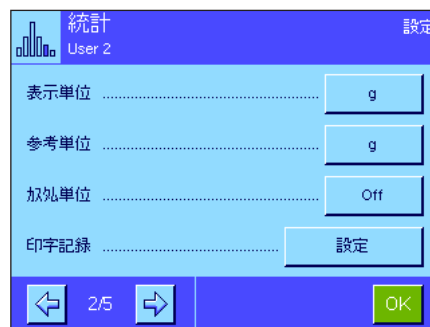 統計
設定
User 2
表示単位 ........................ g
参考単位 ........................ g
ｶｽﾀﾑ単位 ........................ Off
印字記録 ........................ 設定
2/5
OK